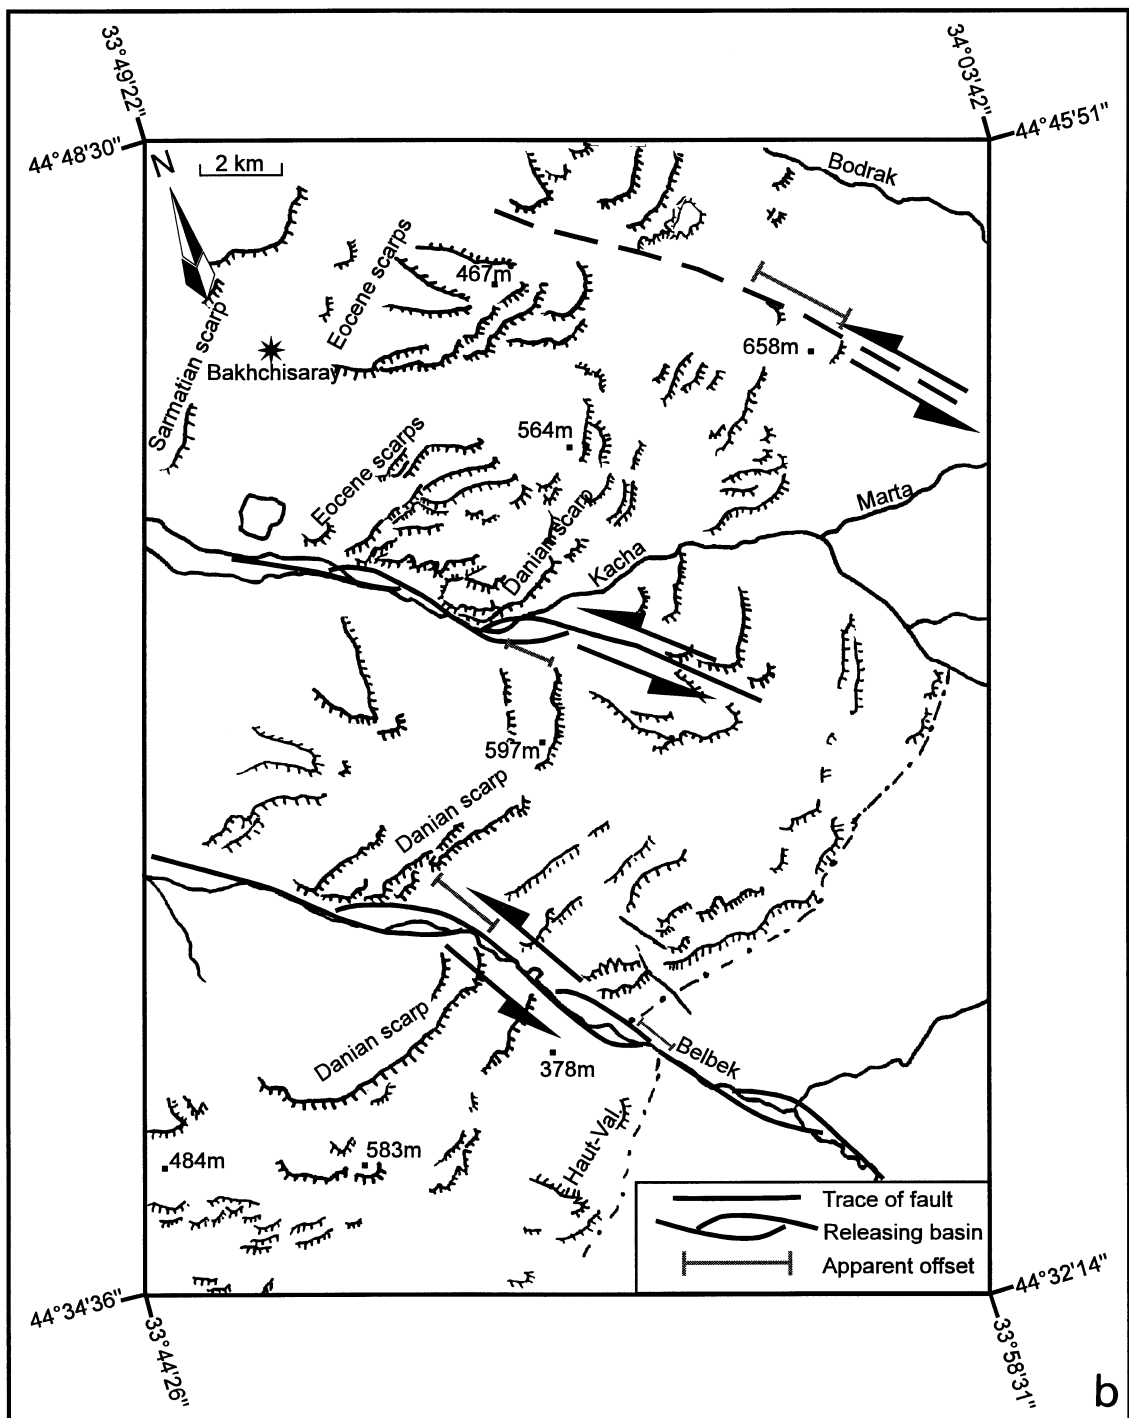 33°49'22"
34°03'42"
44°48'30"
44°45'51"
N
2 km
Bodrak
Eocene scarps
467m
Sarmatian scarp
658m
Bakhchisaray
564m
Eocene scarps
Danian scarp
Marta
Kacha
597m
Danian scarp
Danian scarp
Belbek
378m
Haut-Val.
583m
484m
Trace of fault
Releasing basin
Apparent offset
44°34'36"
44°32'14"
33°44'26"
33°58'31"
b